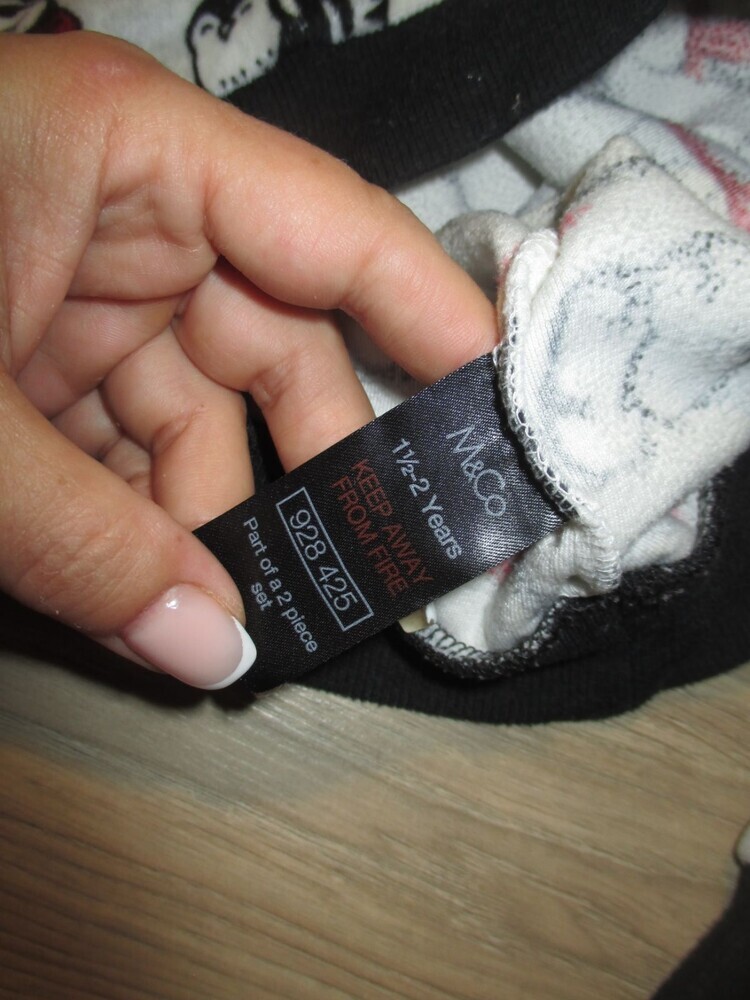 M&Co
1½-2 Years
KEEP AWAY
FROM FIRE
928 425
Part of a 2 piece
set